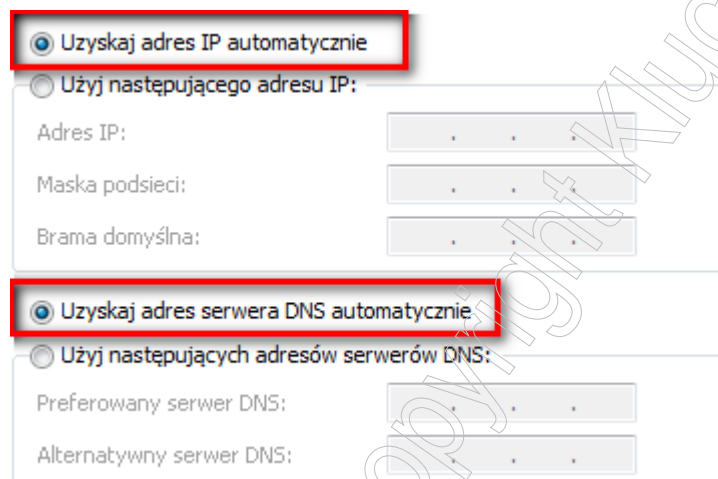 Uzyskaj adres IP automatycznie
Użyj następującego adresu IP:
Adres IP:
Maska podsieci:
Brama domyślna:
Uzyskaj adres serwera DNS automatycznie
Użyj następujących adresów serwerów DNS:
Preferowany serwer DNS:
Alternatywny serwer DNS: